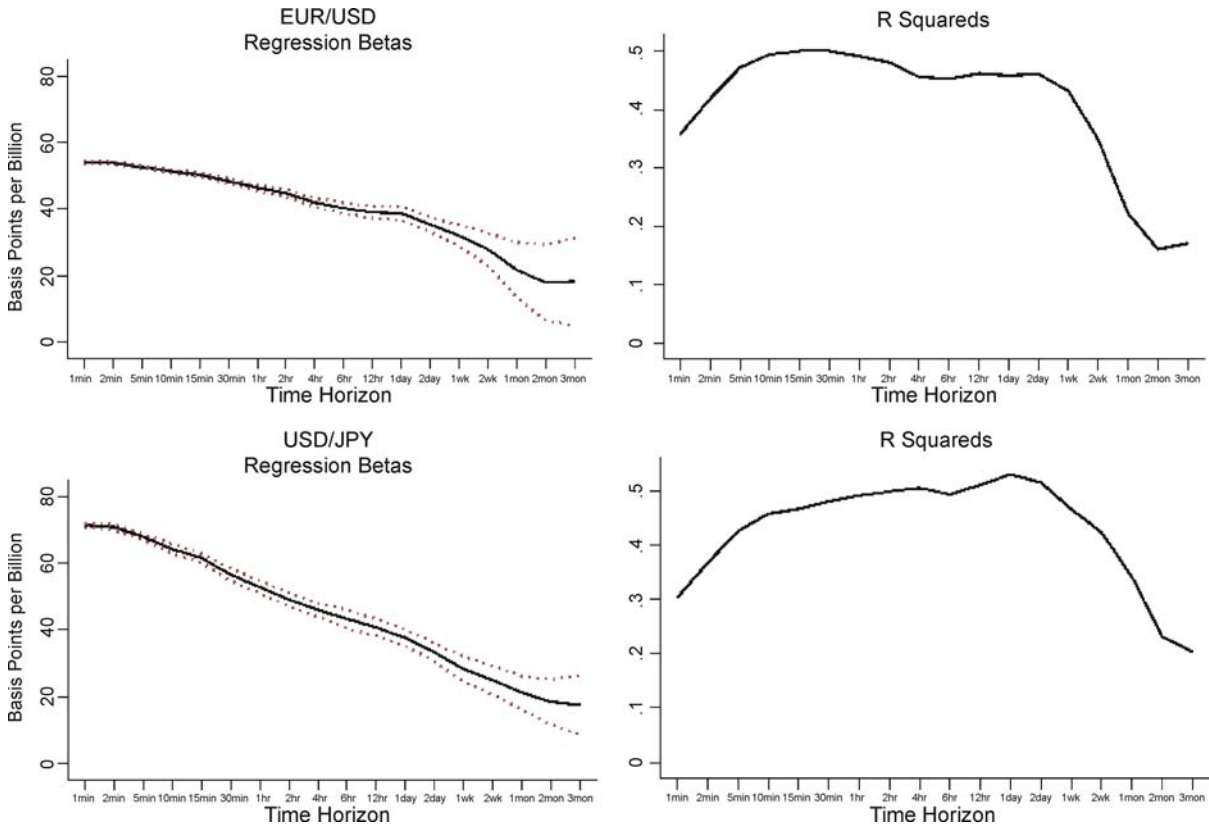 EUR/USD
Regression Betas
Basis Points per Billion
80
60
40
20
0
1min 2min 5min 10min 15min 30min 1hr 2hr 4hr 6hr 12hr 1day 2day 1wk 2wk 1mon 2mon 3mon
Time Horizon
R Squareds
.5
.4
.3
.2
.1
0
1min 2min 5min 10min 15min 30min 1hr 2hr 4hr 6hr 12hr 1day 2day 1wk 2wk 1mon 2mon 3mon
Time Horizon
USD/JPY
Regression Betas
Basis Points per Billion
80
60
40
20
0
1min 2min 5min 10min 15min 30min 1hr 2hr 4hr 6hr 12hr 1day 2day 1wk 2wk 1mon 2mon 3mon
Time Horizon
R Squareds
.5
.4
.3
.2
.1
0
1min 2min 5min 10min 15min 30min 1hr 2hr 4hr 6hr 12hr 1day 2day 1wk 2wk 1mon 2mon 3mon
Time Horizon